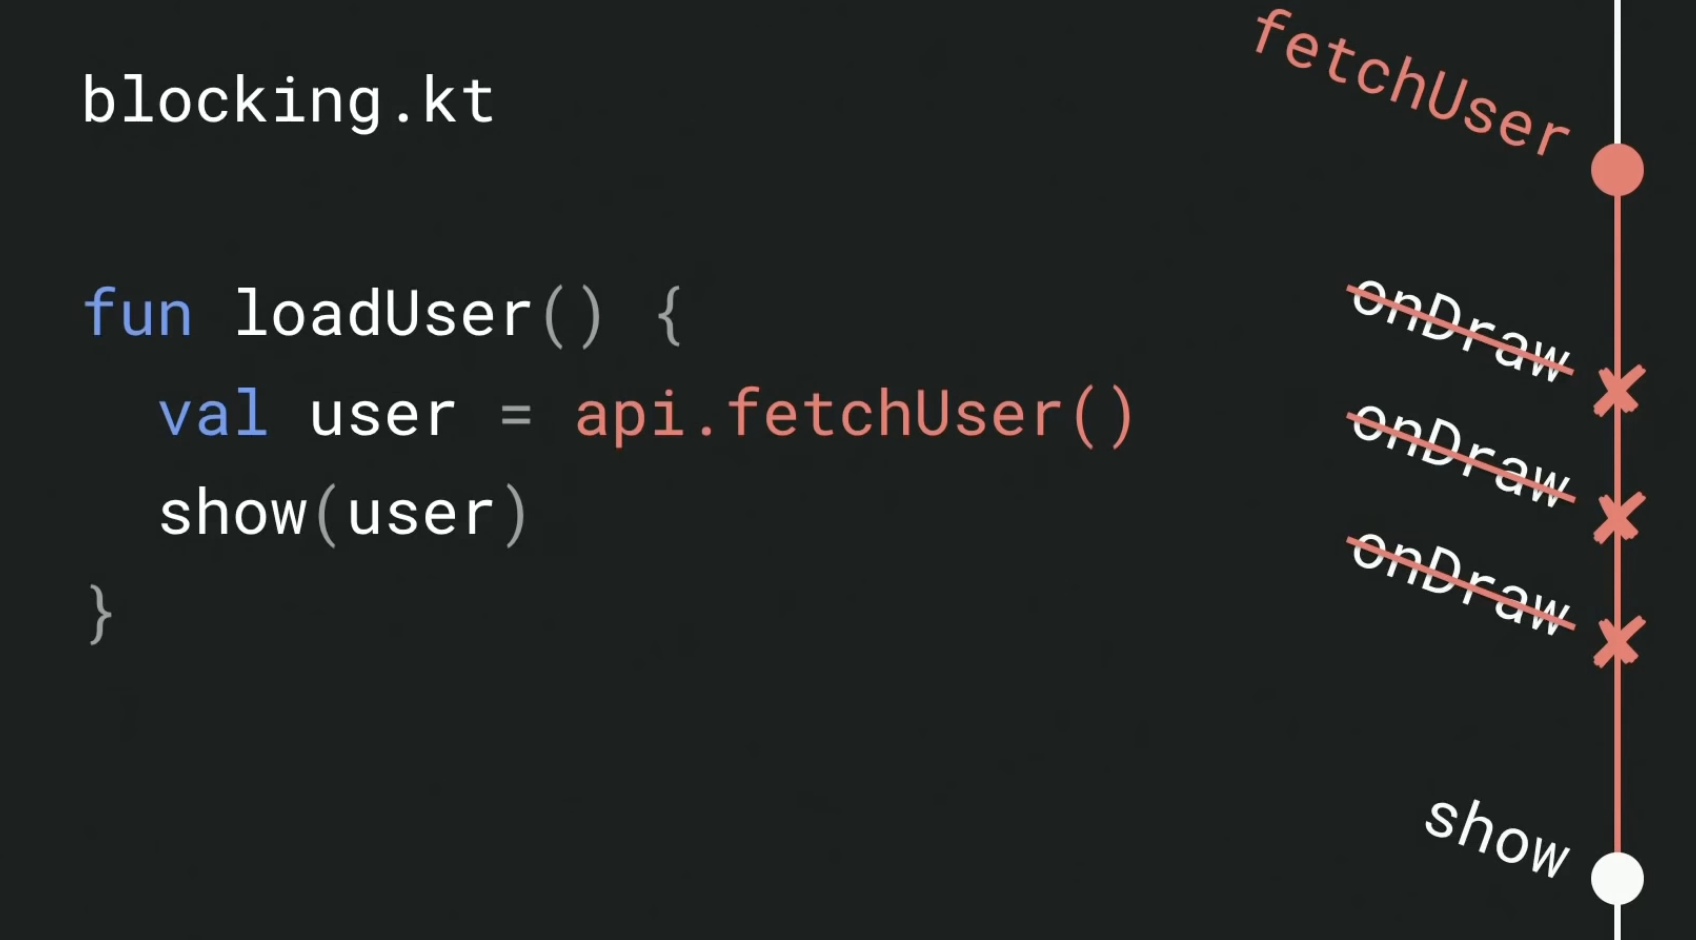 blocking.kt
fun loadUser() {
  val user = api.fetchUser()
  show(user)
}
fetchUser
onDraw
onDraw
onDraw
show